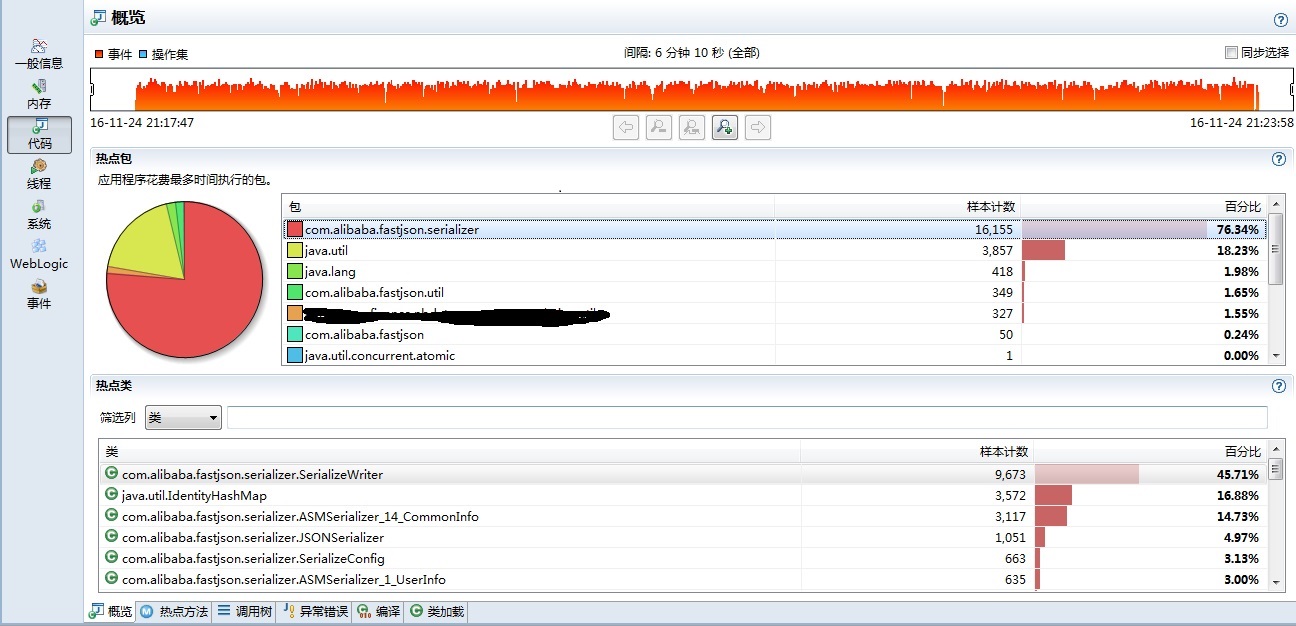 概览
一般信息
内存
代码
线程
系统
WebLogic
事件
事件 操作集 间隔: 6 分钟 10 秒 (全部) 同步选择
16-11-24 21:17:47 16-11-24 21:23:58
热点包
应用程序花费最多时间执行的包。
包 样本计数 百分比
com.alibaba.fastjson.serializer 16,155 76.34%
java.util 3,857 18.23%
java.lang 418 1.98%
com.alibaba.fastjson.util 349 1.65%
327 1.55%
com.alibaba.fastjson 50 0.24%
java.util.concurrent.atomic 1 0.00%
热点类
筛选列 类
类 样本计数 百分比
com.alibaba.fastjson.serializer.SerializeWriter 9,673 45.71%
java.util.IdentityHashMap 3,572 16.88%
com.alibaba.fastjson.serializer.ASMSerializer_14_CommonInfo 3,117 14.73%
com.alibaba.fastjson.serializer.JSONSerializer 1,051 4.97%
com.alibaba.fastjson.serializer.SerializeConfig 663 3.13%
com.alibaba.fastjson.serializer.ASMSerializer_1_UserInfo 635 3.00%
概览 热点方法 调用树 异常错误 编译 类加载